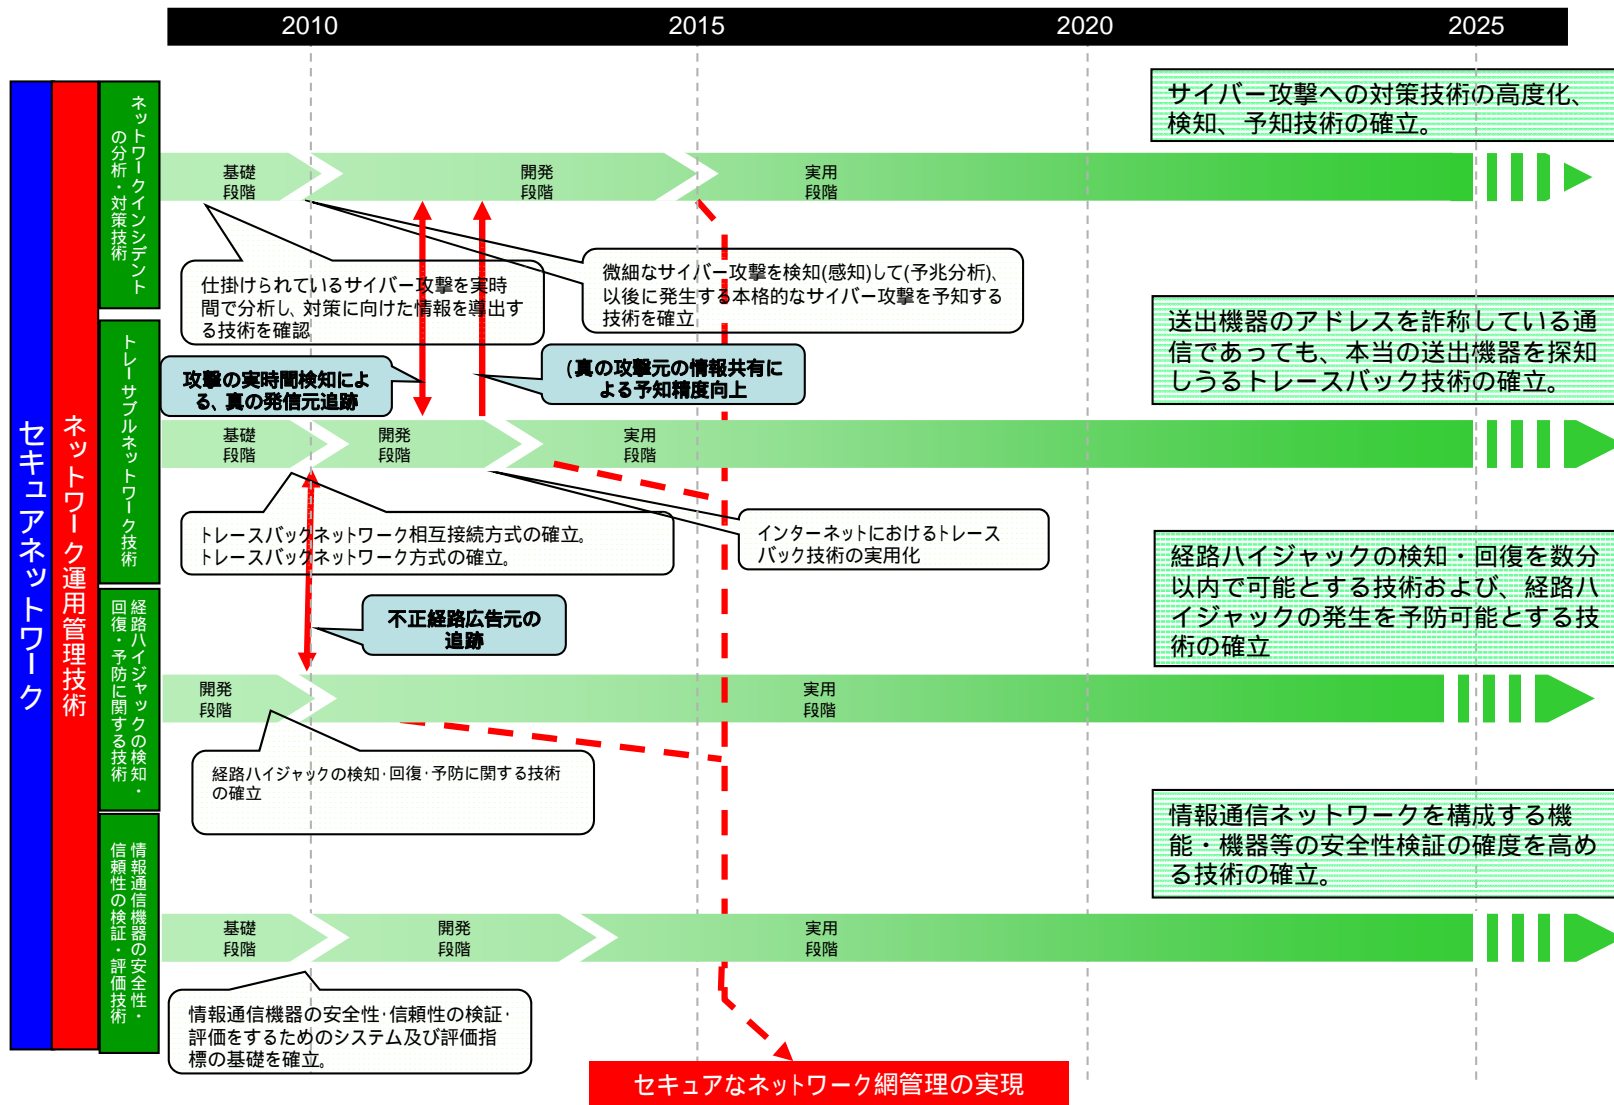 2010 2015 2020 2025
セキュアネットワーク
ネットワーク運用管理技術
ネットワークインシデント
の分析・対策技術
サイバー攻撃への対策技術の高度化、
検知、予知技術の確立。
基礎
段階
開発
段階
実用
段階
仕掛けられているサイバー攻撃を実時
間で分析し、対策に向けた情報を導出す
る技術を確認
微細なサイバー攻撃を検知(感知)して(予兆分析)、
以後に発生する本格的なサイバー攻撃を予知する
技術を確立
攻撃の実時間検知によ
る、真の発信元追跡
(真の攻撃元の情報共有に
よる予知精度向上
トレーサブルネットワーク技術
送出機器のアドレスを詐称している通
信であっても、本当の送出機器を探知
しうるトレースバック技術の確立。
基礎
段階
開発
段階
実用
段階
トレースバックネットワーク相互接続方式の確立。
トレースバックネットワーク方式の確立。
インターネットにおけるトレース
バック技術の実用化
不正経路広告元の
追跡
経路ハイジャックの検知・
回復・予防に関する技術
経路ハイジャックの検知・回復を数分
以内で可能とする技術および、経路ハ
イジャックの発生を予防可能とする技
術の確立
開発
段階
実用
段階
経路ハイジャックの検知・回復・予防に関する技術
の確立
情報通信機器の安全性・
信頼性の検証・評価技術
情報通信ネットワークを構成する機
能・機器等の安全性検証の確度を高め
る技術の確立。
基礎
段階
開発
段階
実用
段階
情報通信機器の安全性・信頼性の検証・
評価をするためのシステム及び評価指
標の基礎を確立。
セキュアなネットワーク網管理の実現